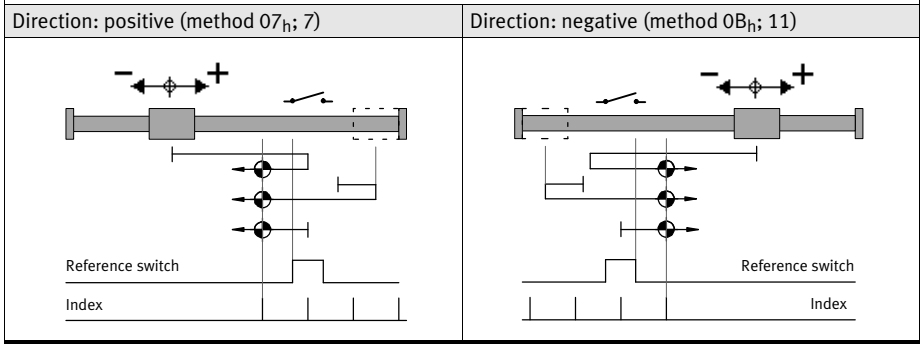 Direction: positive (method 07h; 7)
Direction: negative (method 0Bh; 11)
− +
− +
Reference switch
Index
Reference switch
Index